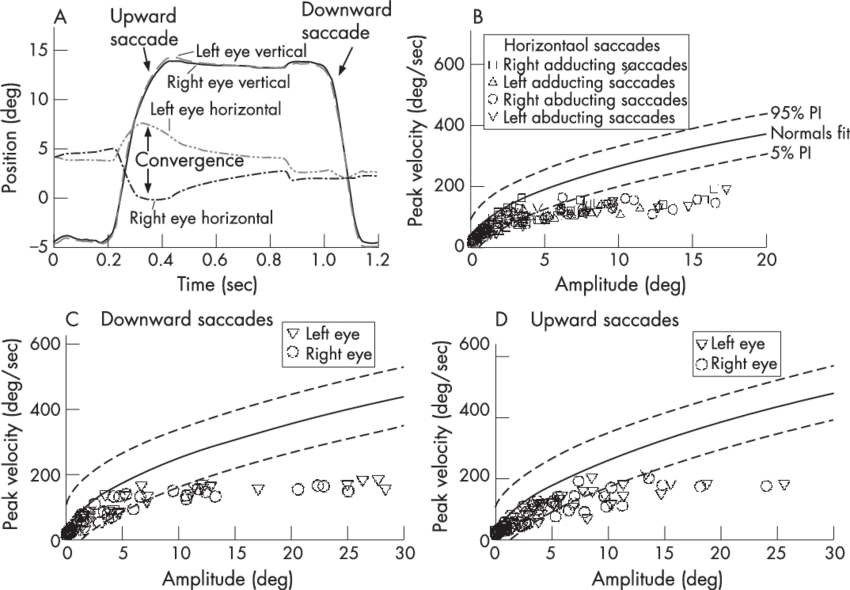 A
Upward
saccade
Downward
saccade
Left eye vertical
Right eye vertical
Left eye horizontal
Convergence
Right eye horizontal
Position (deg)
15
10
5
0
–5
0
0.2
0.4
0.6
0.8
1.0
1.2
Time (sec)
B
Horizontaol saccades
Right adducting saccades
Left adducting saccades
Right abducting saccades
Left abducting saccades
95% PI
Normals fit
5% PI
Peak velocity (deg/sec)
600
400
200
0
0
5
10
15
20
Amplitude (deg)
C Downward saccades
Left eye
Right eye
Peak velocity (deg/sec)
600
400
200
0
0
5
10
15
20
25
30
Amplitude (deg)
D Upward saccades
Left eye
Right eye
Peak velocity (deg/sec)
600
400
200
0
0
5
10
15
20
25
30
Amplitude (deg)